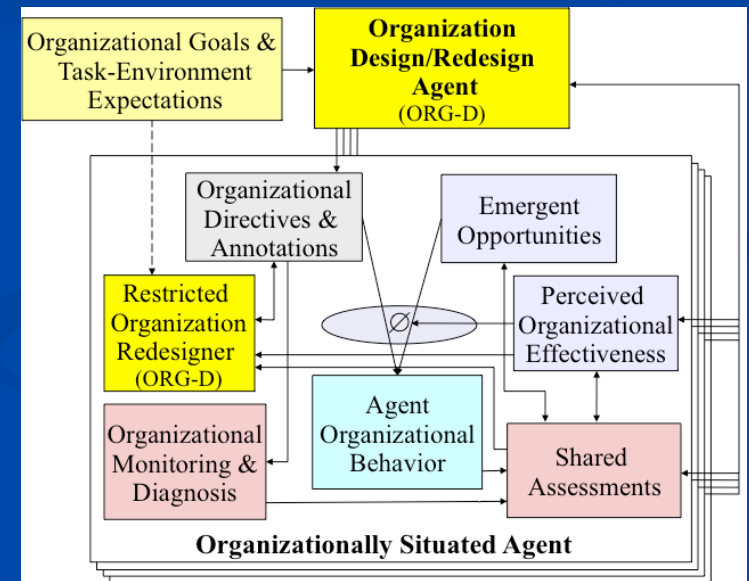 Organizational Goals &
Task-Environment
Expectations
Organization
Design/Redesign
Agent
(ORG-D)
Organizational
Directives &
Annotations
Emergent
Opportunities
Restricted
Organization
Redesigner
(ORG-D)
∅
Perceived
Organizational
Effectiveness
Organizational
Monitoring &
Diagnosis
Agent
Organizational
Behavior
Shared
Assessments
Organizationally Situated Agent